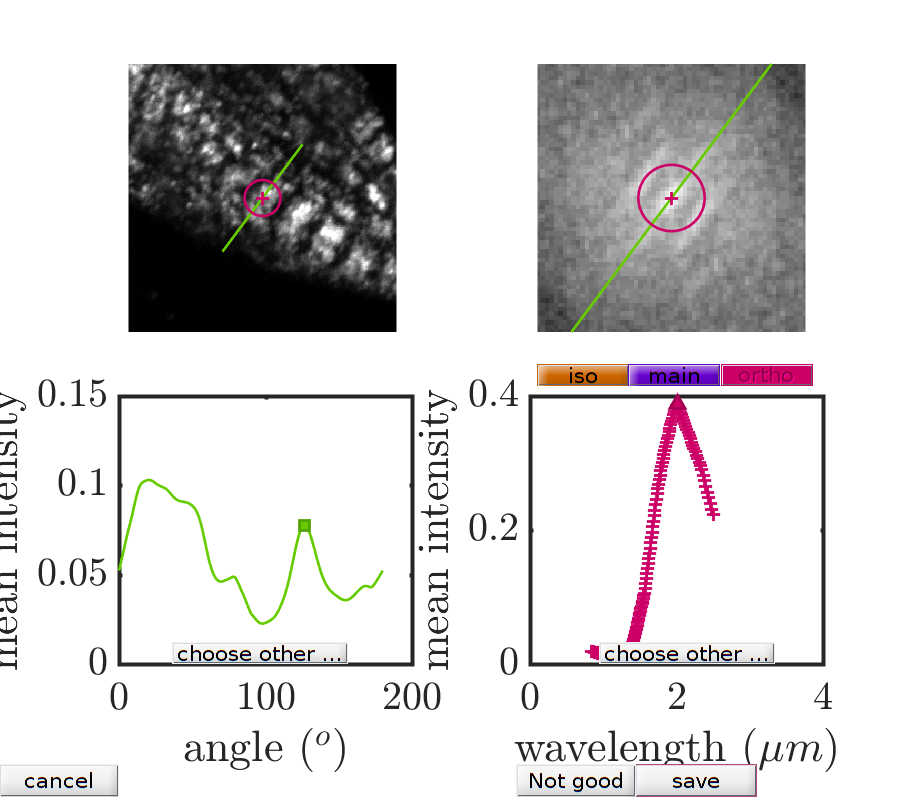 iso main ortho
0.15
0.1
0.05
0
mean intensity
choose other ...
0 100 200
angle (o)
0.4
0.2
0
mean intensity
choose other ...
0 2 4
wavelength (μm)
cancel
Not good
save